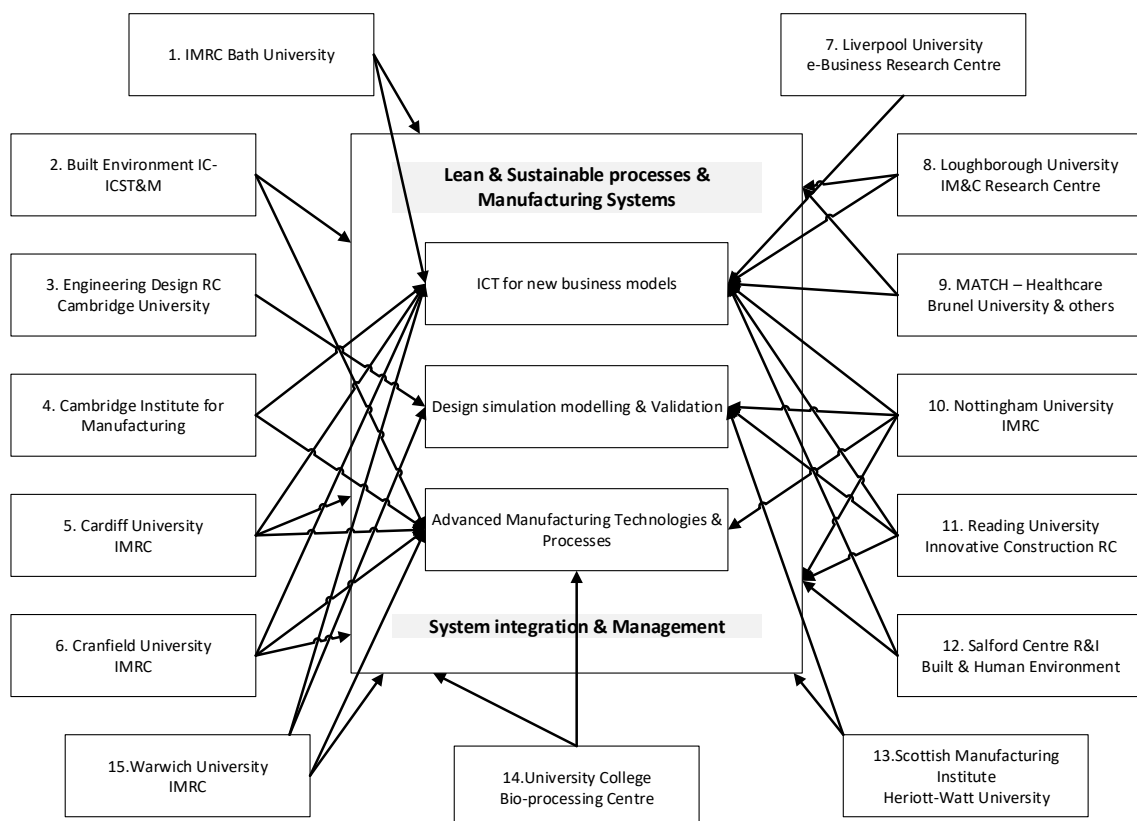 1. IMRC Bath University
7. Liverpool University
e-Business Research Centre
2. Built Environment IC-
ICST&M
Lean & Sustainable processes &
Manufacturing Systems
8. Loughborough University
IM&C Research Centre
3. Engineering Design RC
Cambridge University
ICT for new business models
9. MATCH – Healthcare
Brunel University & others
4. Cambridge Institute for
Manufacturing
Design simulation modelling & Validation
10. Nottingham University
IMRC
5. Cardiff University
IMRC
Advanced Manufacturing Technologies &
Processes
11. Reading University
Innovative Construction RC
6. Cranfield University
IMRC
System integration & Management
12. Salford Centre R&I
Built & Human Environment
15.Warwich University
IMRC
14.University College
Bio-processing Centre
13.Scottish Manufacturing
Institute
Heriott-Watt University